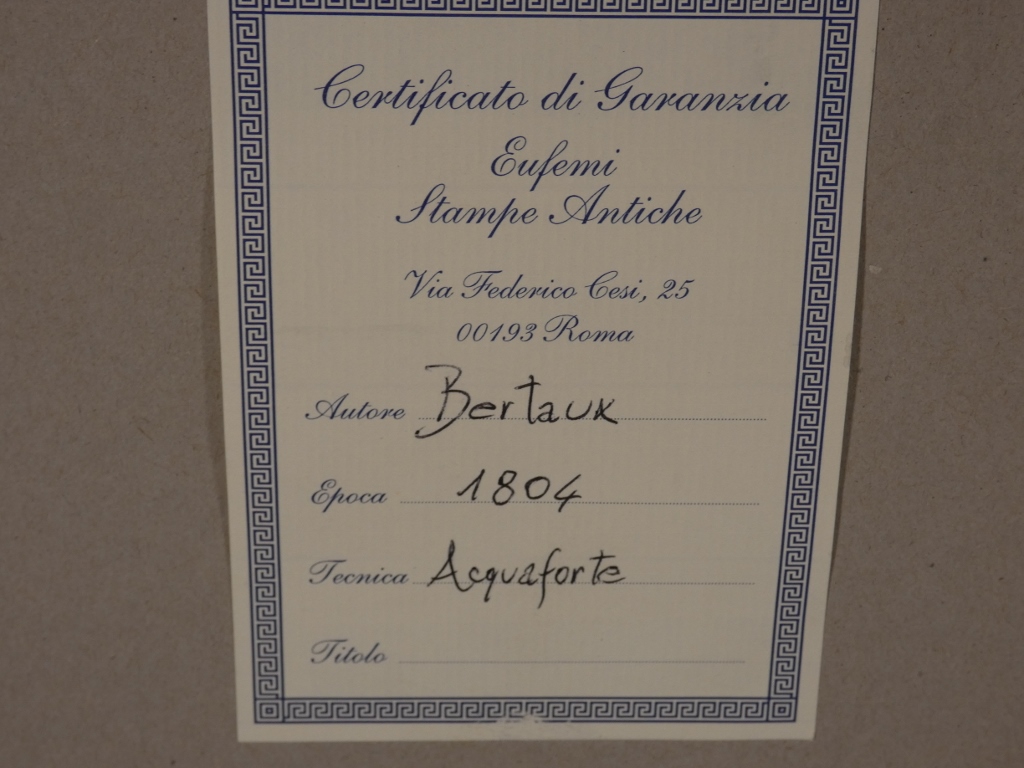 Certificato di Garanzia
Eufemi
Stampe Antiche
Via Federico Cesi, 25
00193 Roma
Autore Bertaux
Epoca 1804
Tecnica Acquaforte
Titolo